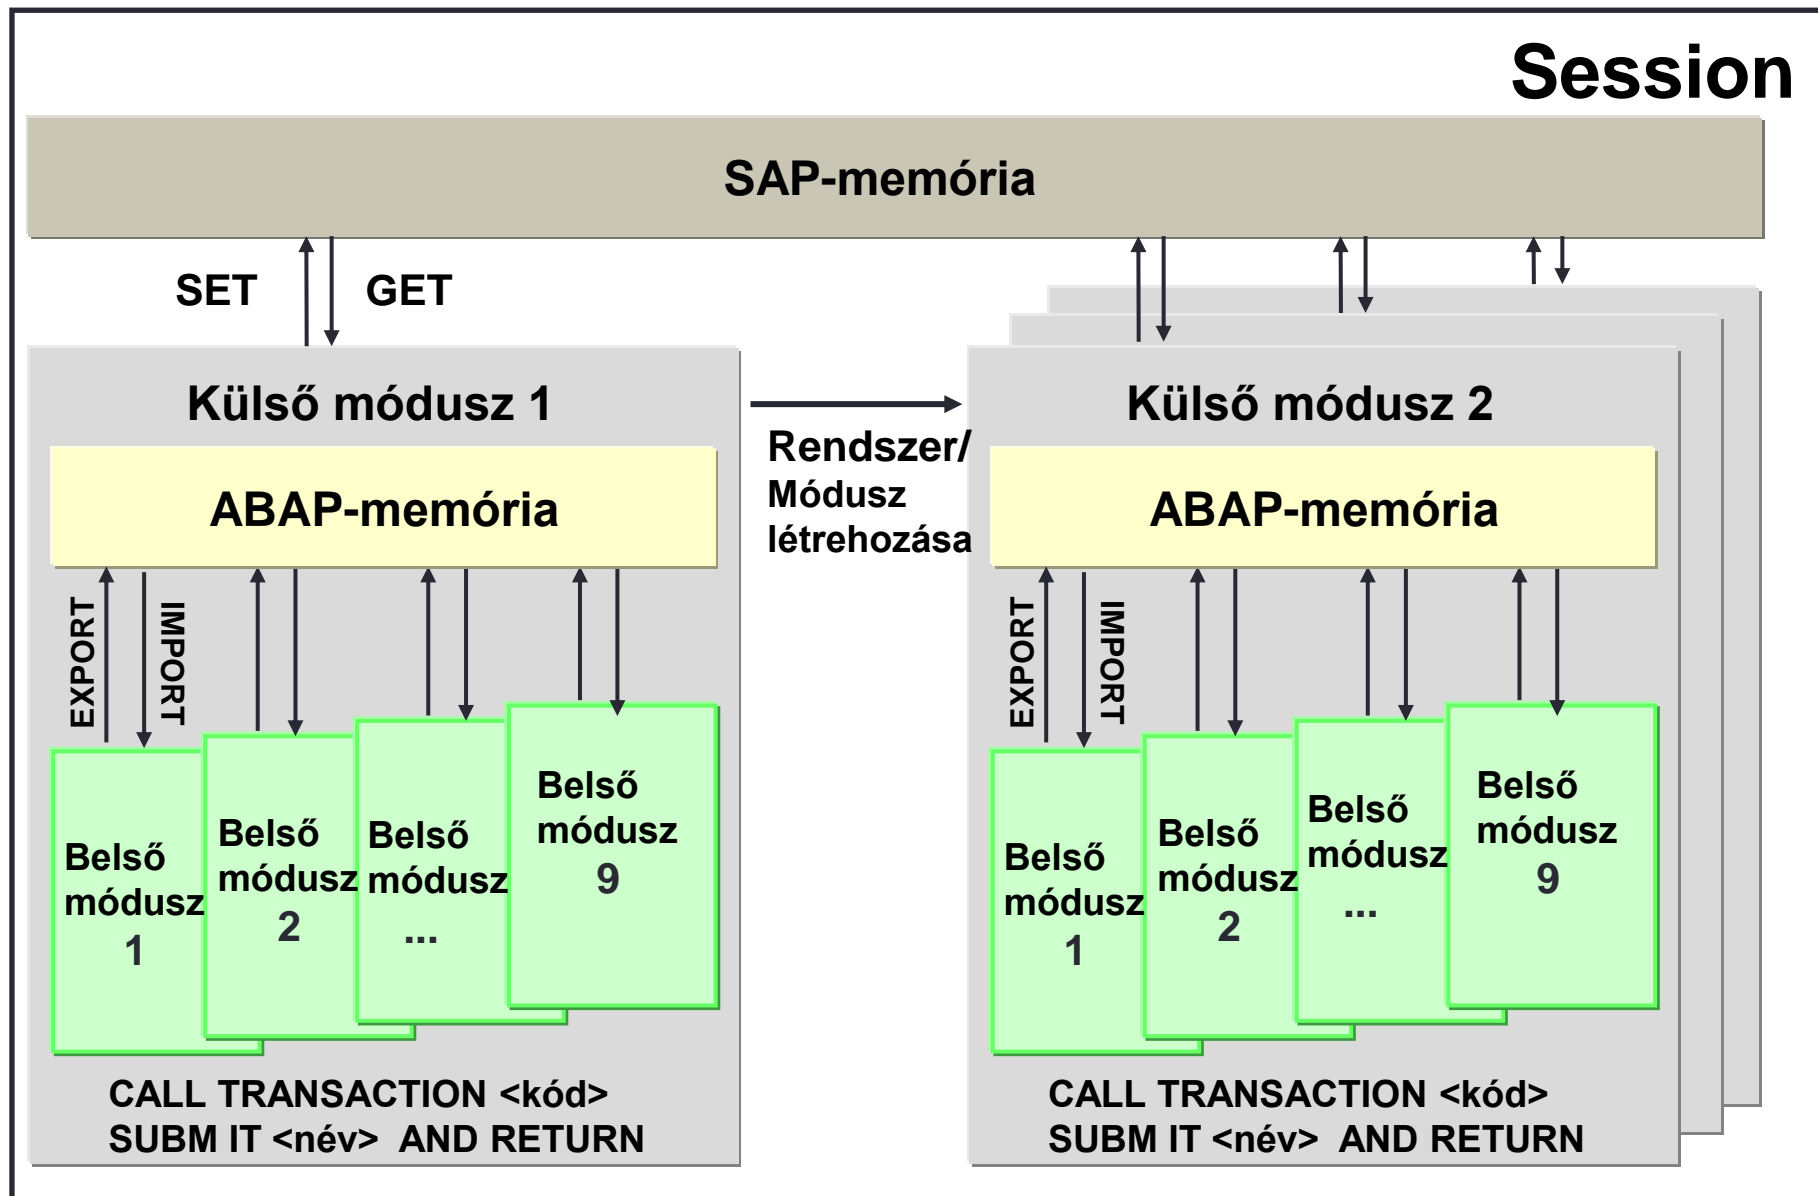 Session
SAP-memória
SET
GET
Külső módusz 1
ABAP-memória
EXPORT
IMPORT
Belső
módusz
1
Belső
módusz
2
Belső
módusz
...
Belső
módusz
9
CALL TRANSACTION <kód>
SUBM IT <név> AND RETURN
Rendszer/
Módusz
létrehozása
Külső módusz 2
ABAP-memória
EXPORT
IMPORT
Belső
módusz
1
Belső
módusz
2
Belső
módusz
...
Belső
módusz
9
CALL TRANSACTION <kód>
SUBM IT <név> AND RETURN